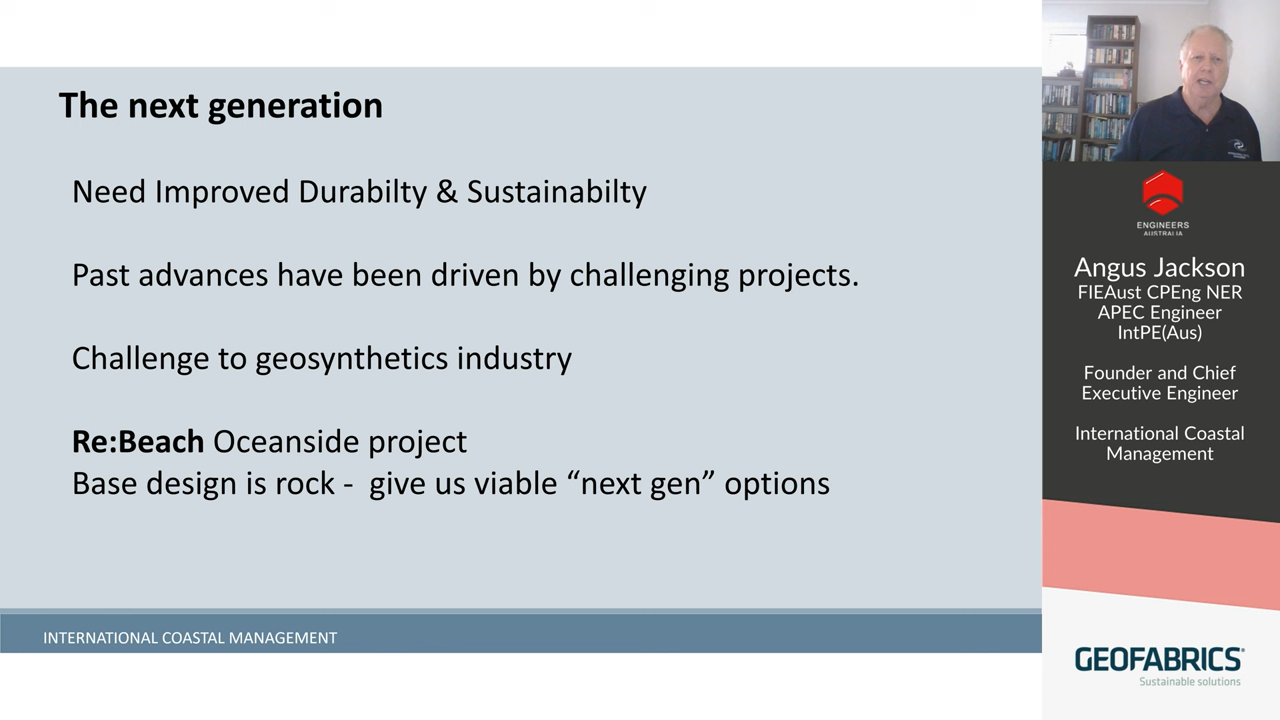 The next generation
Need Improved Durabilty & Sustainabilty
Past advances have been driven by challenging projects.
Challenge to geosynthetics industry
Re:Beach Oceanside project
Base design is rock - give us viable “next gen” options
INTERNATIONAL COASTAL MANAGEMENT
ENGINEERS
AUSTRALIA
Angus Jackson
FIEAust CPEng NER
APEC Engineer
IntPE(Aus)
Founder and Chief
Executive Engineer
International Coastal
Management
GEOFABRICS
Sustainable solutions